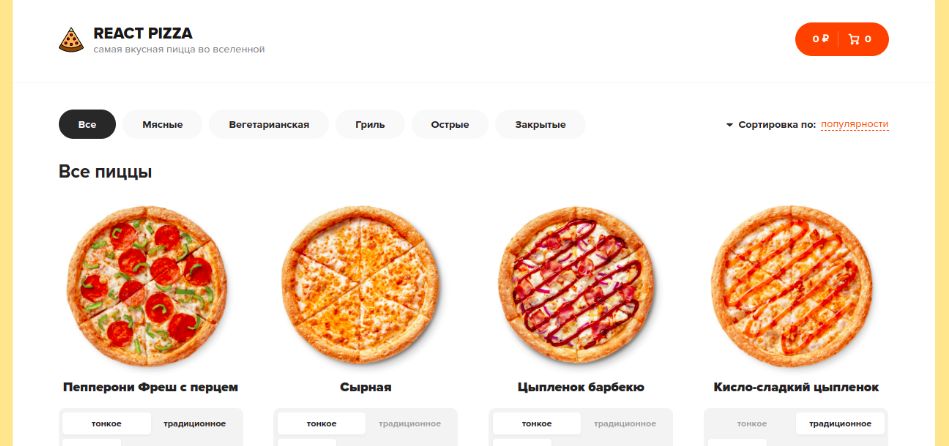 REACT PIZZA
самая вкусная пицца во вселенной
0 ₽ 0
Все Мясные Вегетарианская Гриль Острые Закрытые Сортировка по: популярности
Все пиццы
Пепперони Фреш с перцем Сырная Цыпленок барбекю Кисло-сладкий цыпленок
тонкое традиционное тонкое традиционное тонкое традиционное тонкое традиционное